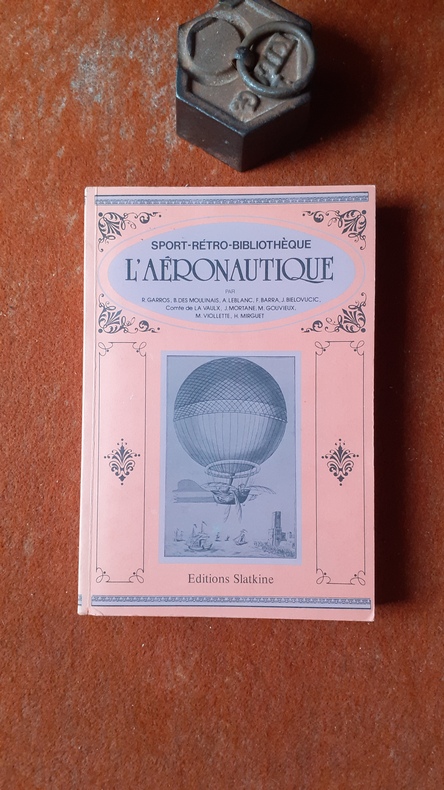 SPORT-RÉTRO-BIBLIOTHÈQUE
L'AÉRONAUTIQUE
PAR
R. GARROS, B. DES MOULINAIS, A. LEBLANC, F. BARRA, J. BIELOVUCIC,
Comte de LA VAULX, J. MORTANE, M. GOUVIEUX,
M. VIOLLETTE, H. MIRGUET
Editions Slatkine